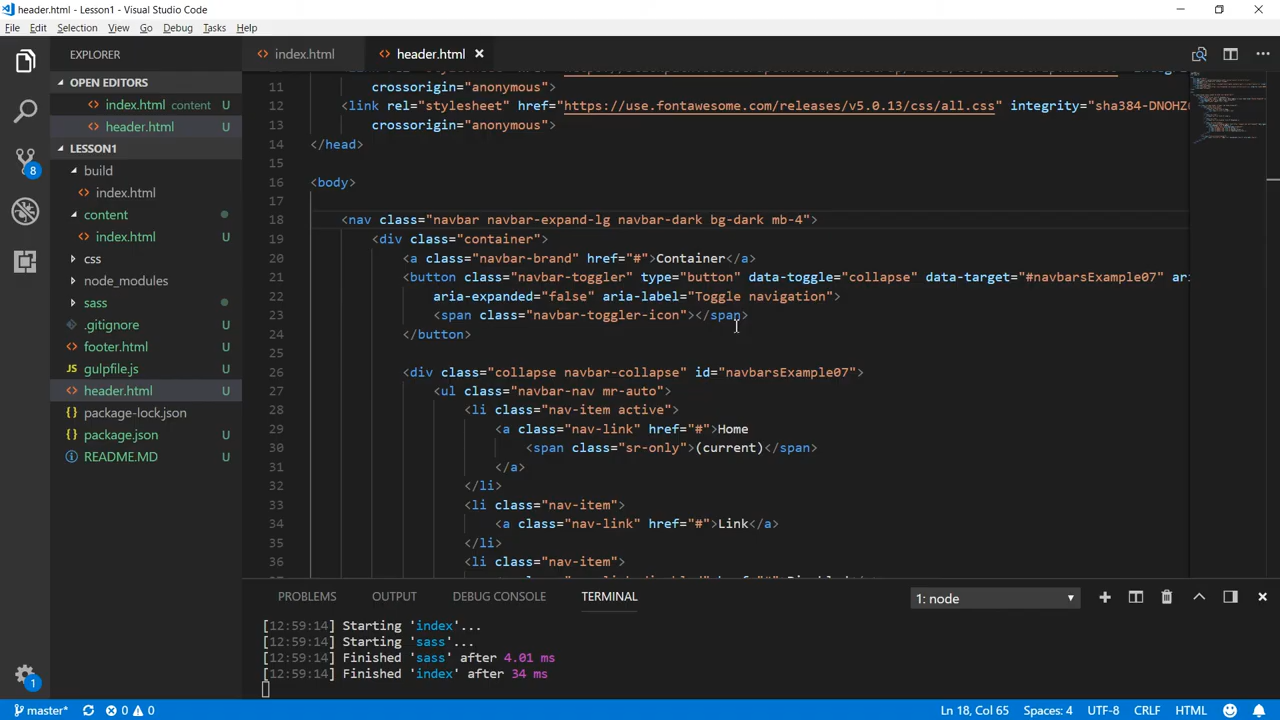 header.html - Lesson1 - Visual Studio Code
File Edit Selection View Go Debug Tasks Help
EXPLORER
OPEN EDITORS
index.html content U
header.html U
LESSON1
build
index.html
content
index.html U
css
node_modules
sass
.gitignore U
footer.html U
JS gulpfile.js U
header.html U
{} package-lock.json
{} package.json U
README.MD U
8
1
index.html header.html
11 crossorigin="anonymous">
12 <link rel="stylesheet" href="https://use.fontawesome.com/releases/v5.0.13/css/all.css" integrity="sha384-DNOHZ
13 crossorigin="anonymous">
14 </head>
15
16 <body>
17
18 <nav class="navbar navbar-expand-lg navbar-dark bg-dark mb-4">
19 <div class="container">
20 <a class="navbar-brand" href="#">Container</a>
21 <button class="navbar-toggler" type="button" data-toggle="collapse" data-target="#navbarsExample07" ari
22 aria-expanded="false" aria-label="Toggle navigation">
23 <span class="navbar-toggler-icon"></span>
24 </button>
25
26 <div class="collapse navbar-collapse" id="navbarsExample07">
27 <ul class="navbar-nav mr-auto">
28 <li class="nav-item active">
29 <a class="nav-link" href="#">Home
30 <span class="sr-only">(current)</span>
31 </a>
32 </li>
33 <li class="nav-item">
34 <a class="nav-link" href="#">Link</a>
35 </li>
36 <li class="nav-item">
PROBLEMS OUTPUT DEBUG CONSOLE TERMINAL 1: node
[12:59:14] Starting 'index'...
[12:59:14] Starting 'sass'...
[12:59:14] Finished 'sass' after 4.01 ms
[12:59:14] Finished 'index' after 34 ms
master* 0 0 Ln 18, Col 65 Spaces: 4 UTF-8 CRLF HTML